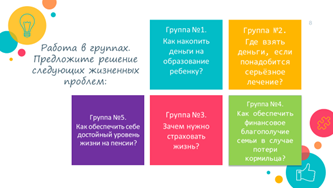 Работа в группах.
Предложите решение
следующих жизненных
проблем:
Группа №1.
Как накопить
деньги на
образование
ребенку?
Группа №2.
Где взять
деньги, если
понадобится
серьёзное
лечение?
Группа №5.
Как обеспечить себе
достойный уровень
жизни на пенсии?
Группа №3.
Зачем нужно
страховать
жизнь?
Группа №4.
Как обеспечить
финансовое
благополучие
семьи в случае
потери
кормильца?